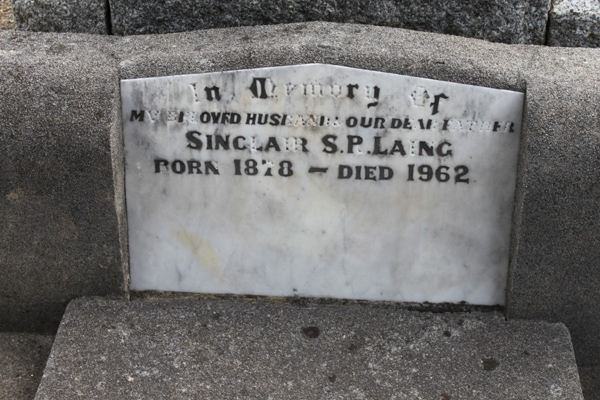 In Memory Of
MY BELOVED HUSBAND & OUR DEAR FATHER
SINCLAIR S.P. LAING
BORN 1878 – DIED 1962